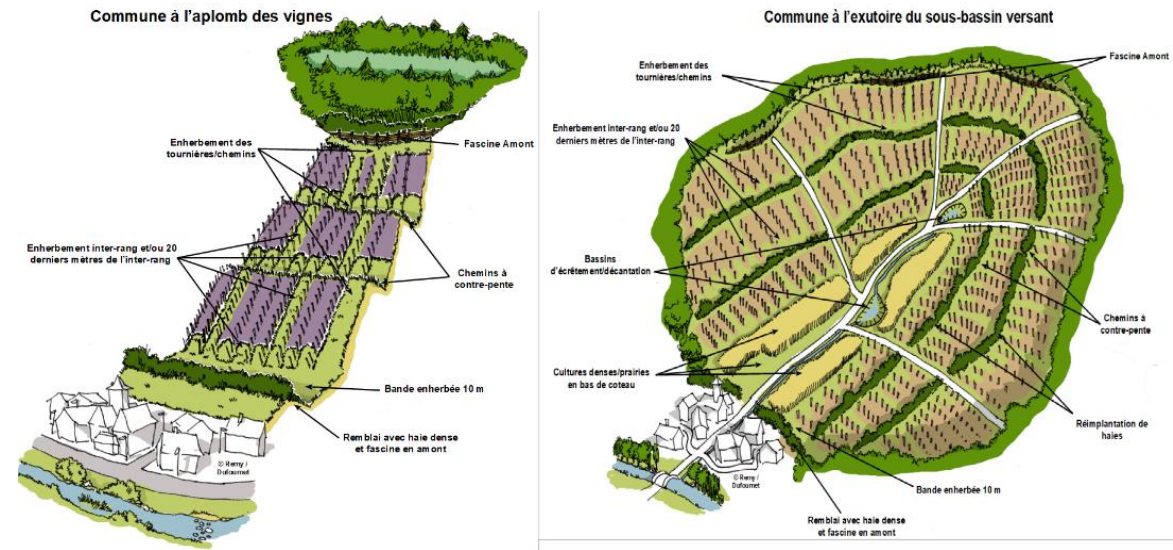 Commune à l'aplomb des vignes
Enherbement des
tournières/chemins
Fascine Amont
Enherbement inter-rang et/ou 20
derniers mètres de l'inter-rang
Chemins à
contre-pente
Bande enherbée 10 m
Remblai avec haie dense
et fascine en amont
© Remy /
Dufournet
Commune à l'exutoire du sous-bassin versant
Enherbement des
tournières/chemins
Fascine Amont
Enherbement inter-rang et/ou 20
derniers mètres de l'inter-rang
Bassins
d'écrêtement/décantation
Chemins à
contre-pente
Cultures denses/prairies
en bas de coteau
Réimplantation de
haies
© Remy /
Dufournet
Bande enherbée 10 m
Remblai avec haie dense
et fascine en amont